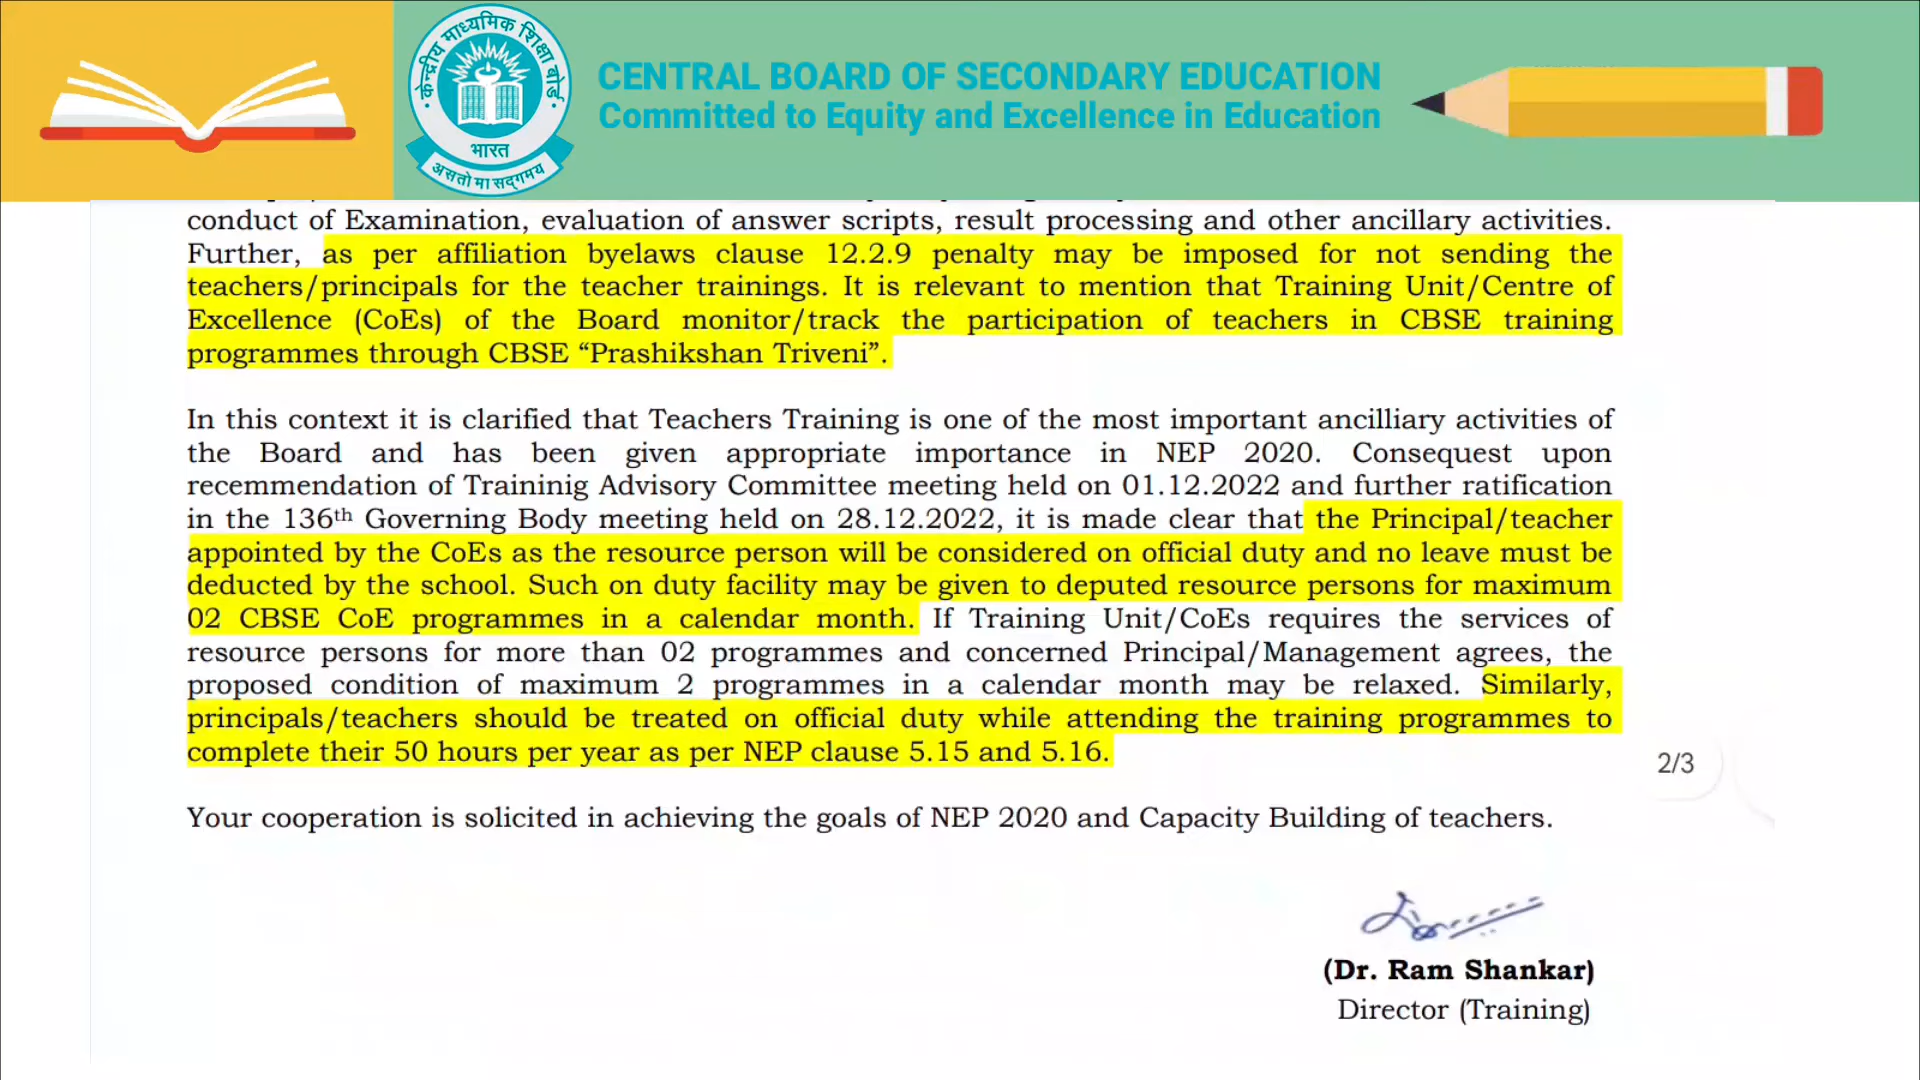 केन्द्रीय माध्यमिक शिक्षा बोर्ड
भारत
असतो मा सद्गमय
CENTRAL BOARD OF SECONDARY EDUCATION
Committed to Equity and Excellence in Education
conduct of Examination, evaluation of answer scripts, result processing and other ancillary activities.
Further, as per affiliation byelaws clause 12.2.9 penalty may be imposed for not sending the
teachers/principals for the teacher trainings. It is relevant to mention that Training Unit/Centre of
Excellence (CoEs) of the Board monitor/track the participation of teachers in CBSE training
programmes through CBSE “Prashikshan Triveni”.
In this context it is clarified that Teachers Training is one of the most important ancilliary activities of
the Board and has been given appropriate importance in NEP 2020. Consequest upon
recemmendation of Traininig Advisory Committee meeting held on 01.12.2022 and further ratification
in the 136th Governing Body meeting held on 28.12.2022, it is made clear that the Principal/teacher
appointed by the CoEs as the resource person will be considered on official duty and no leave must be
deducted by the school. Such on duty facility may be given to deputed resource persons for maximum
02 CBSE CoE programmes in a calendar month. If Training Unit/CoEs requires the services of
resource persons for more than 02 programmes and concerned Principal/Management agrees, the
proposed condition of maximum 2 programmes in a calendar month may be relaxed. Similarly,
principals/teachers should be treated on official duty while attending the training programmes to
complete their 50 hours per year as per NEP clause 5.15 and 5.16.
2/3
Your cooperation is solicited in achieving the goals of NEP 2020 and Capacity Building of teachers.
(Dr. Ram Shankar)
Director (Training)